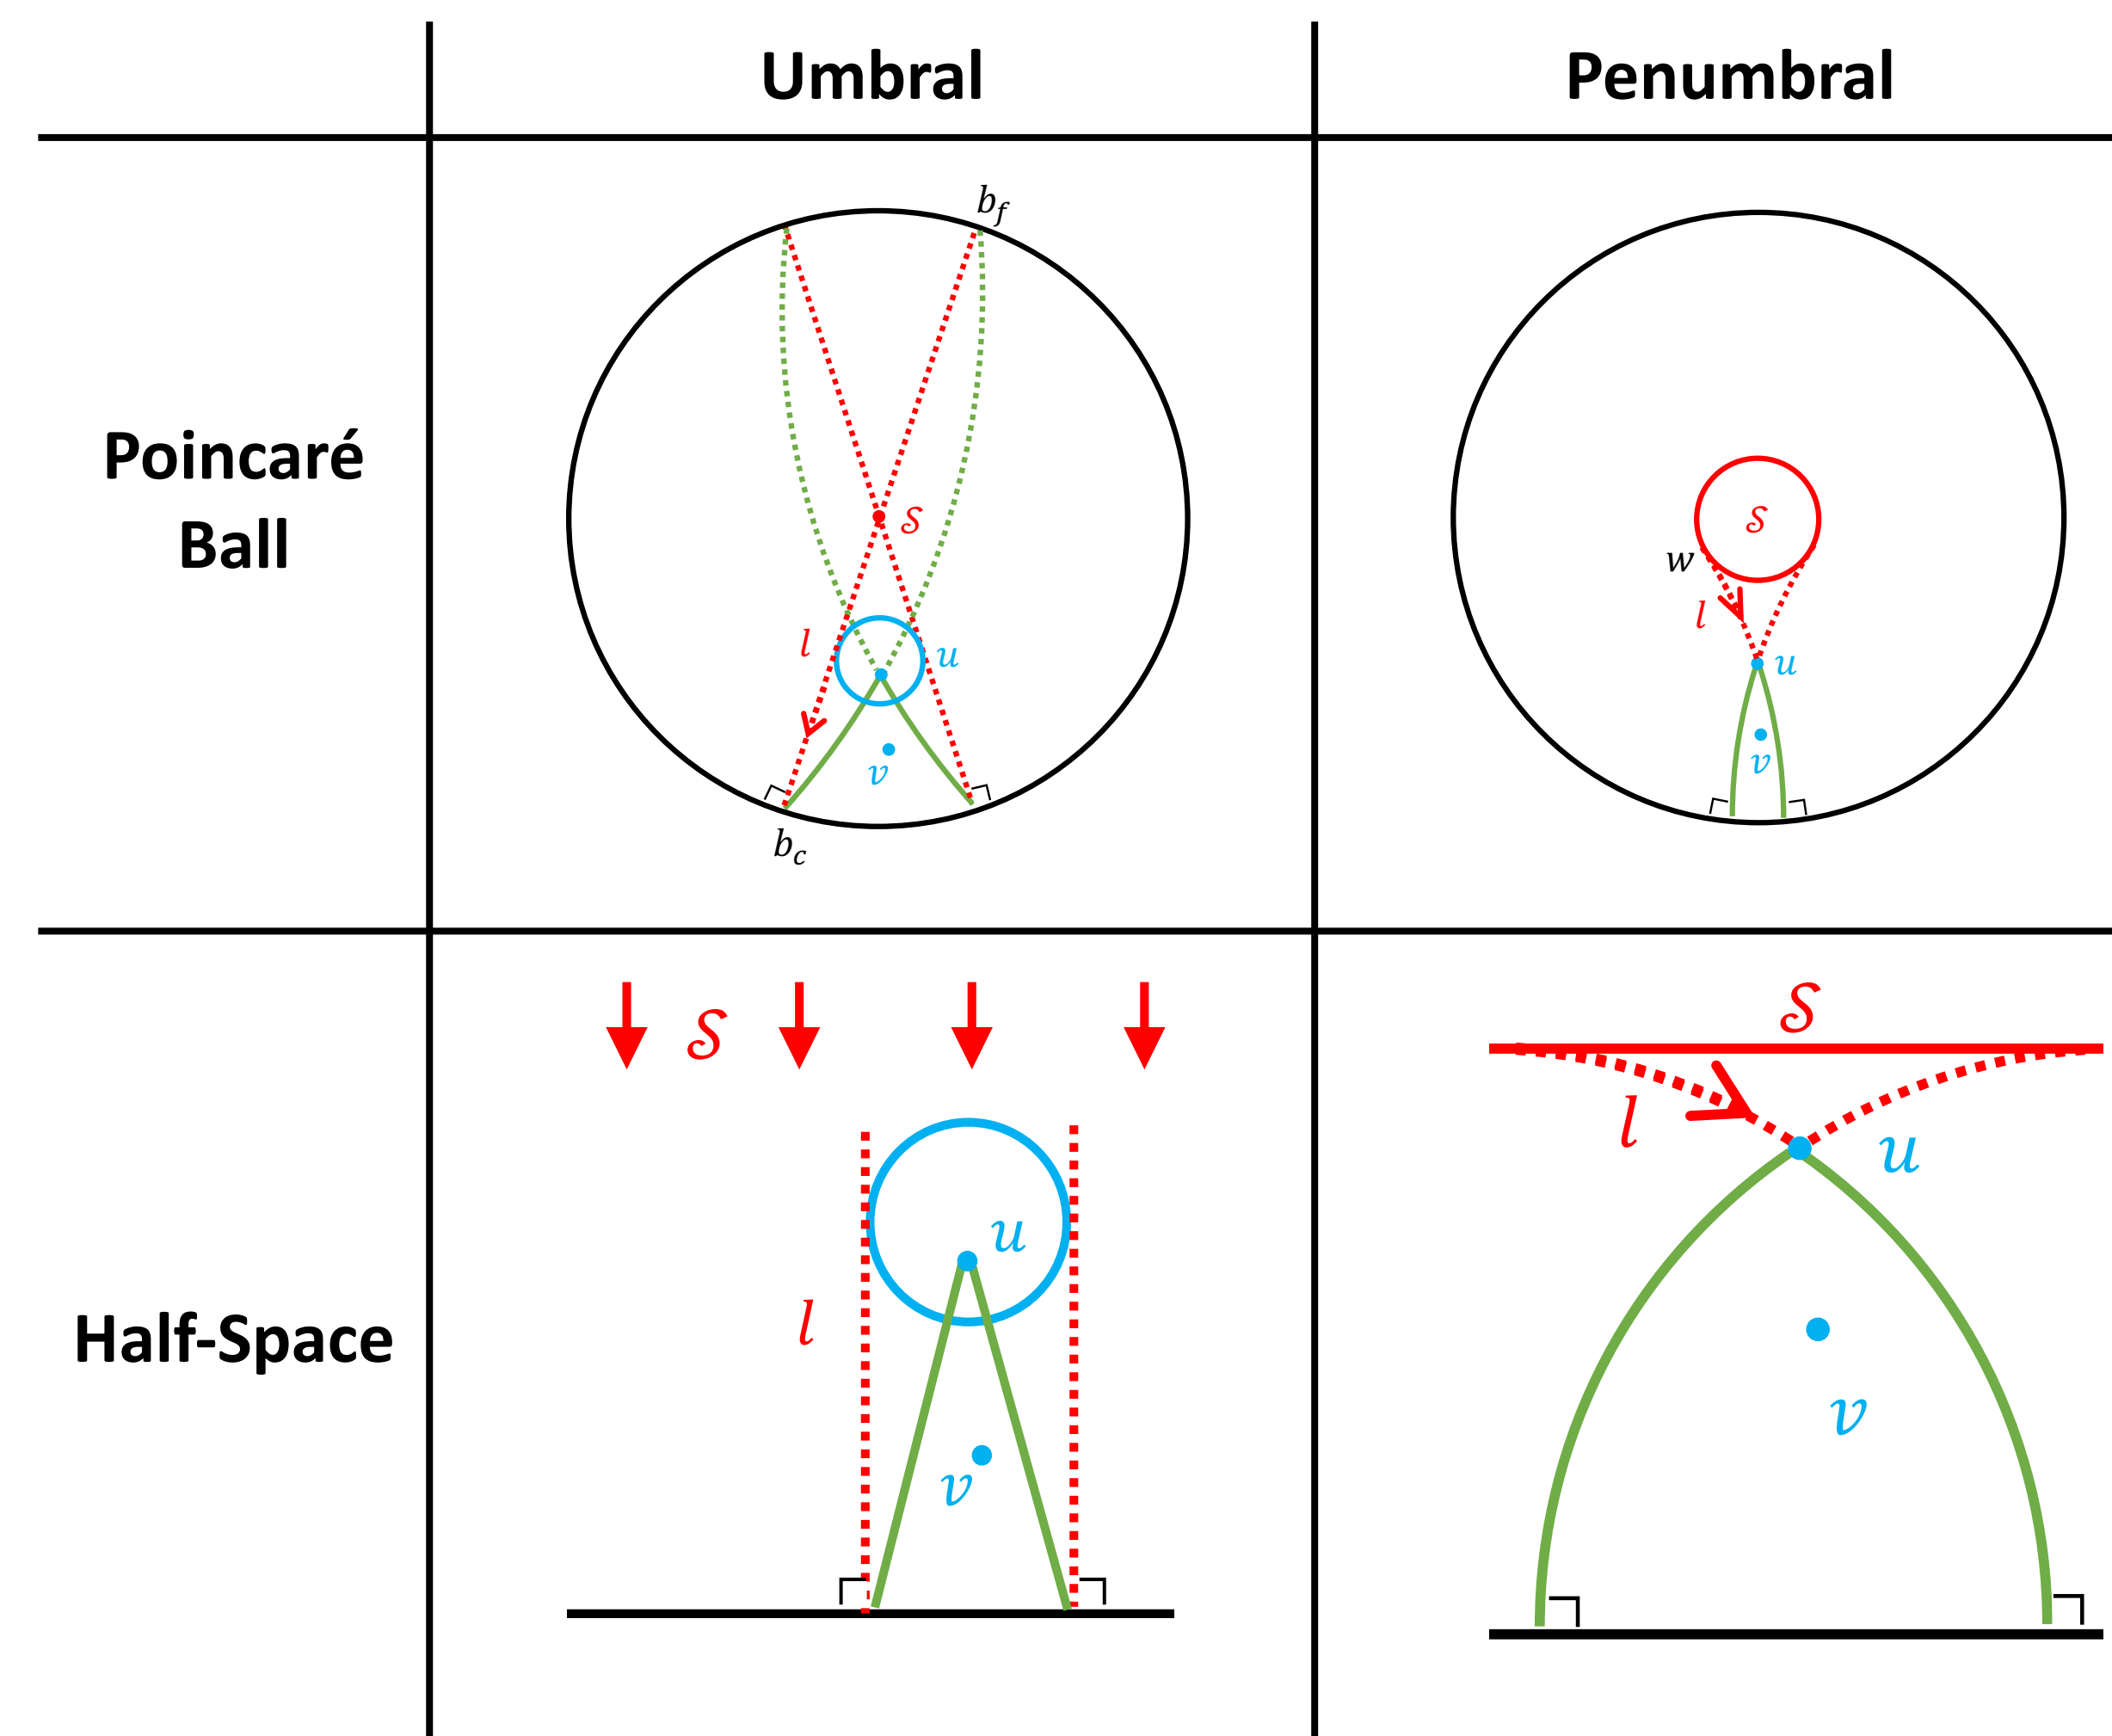 Umbral
Penumbral
Poincaré
Ball
b_f
𝒮
l
u
v
b_c
𝒮
w
l
u
v
Half-Space
𝒮
u
l
v
𝒮
l
u
v